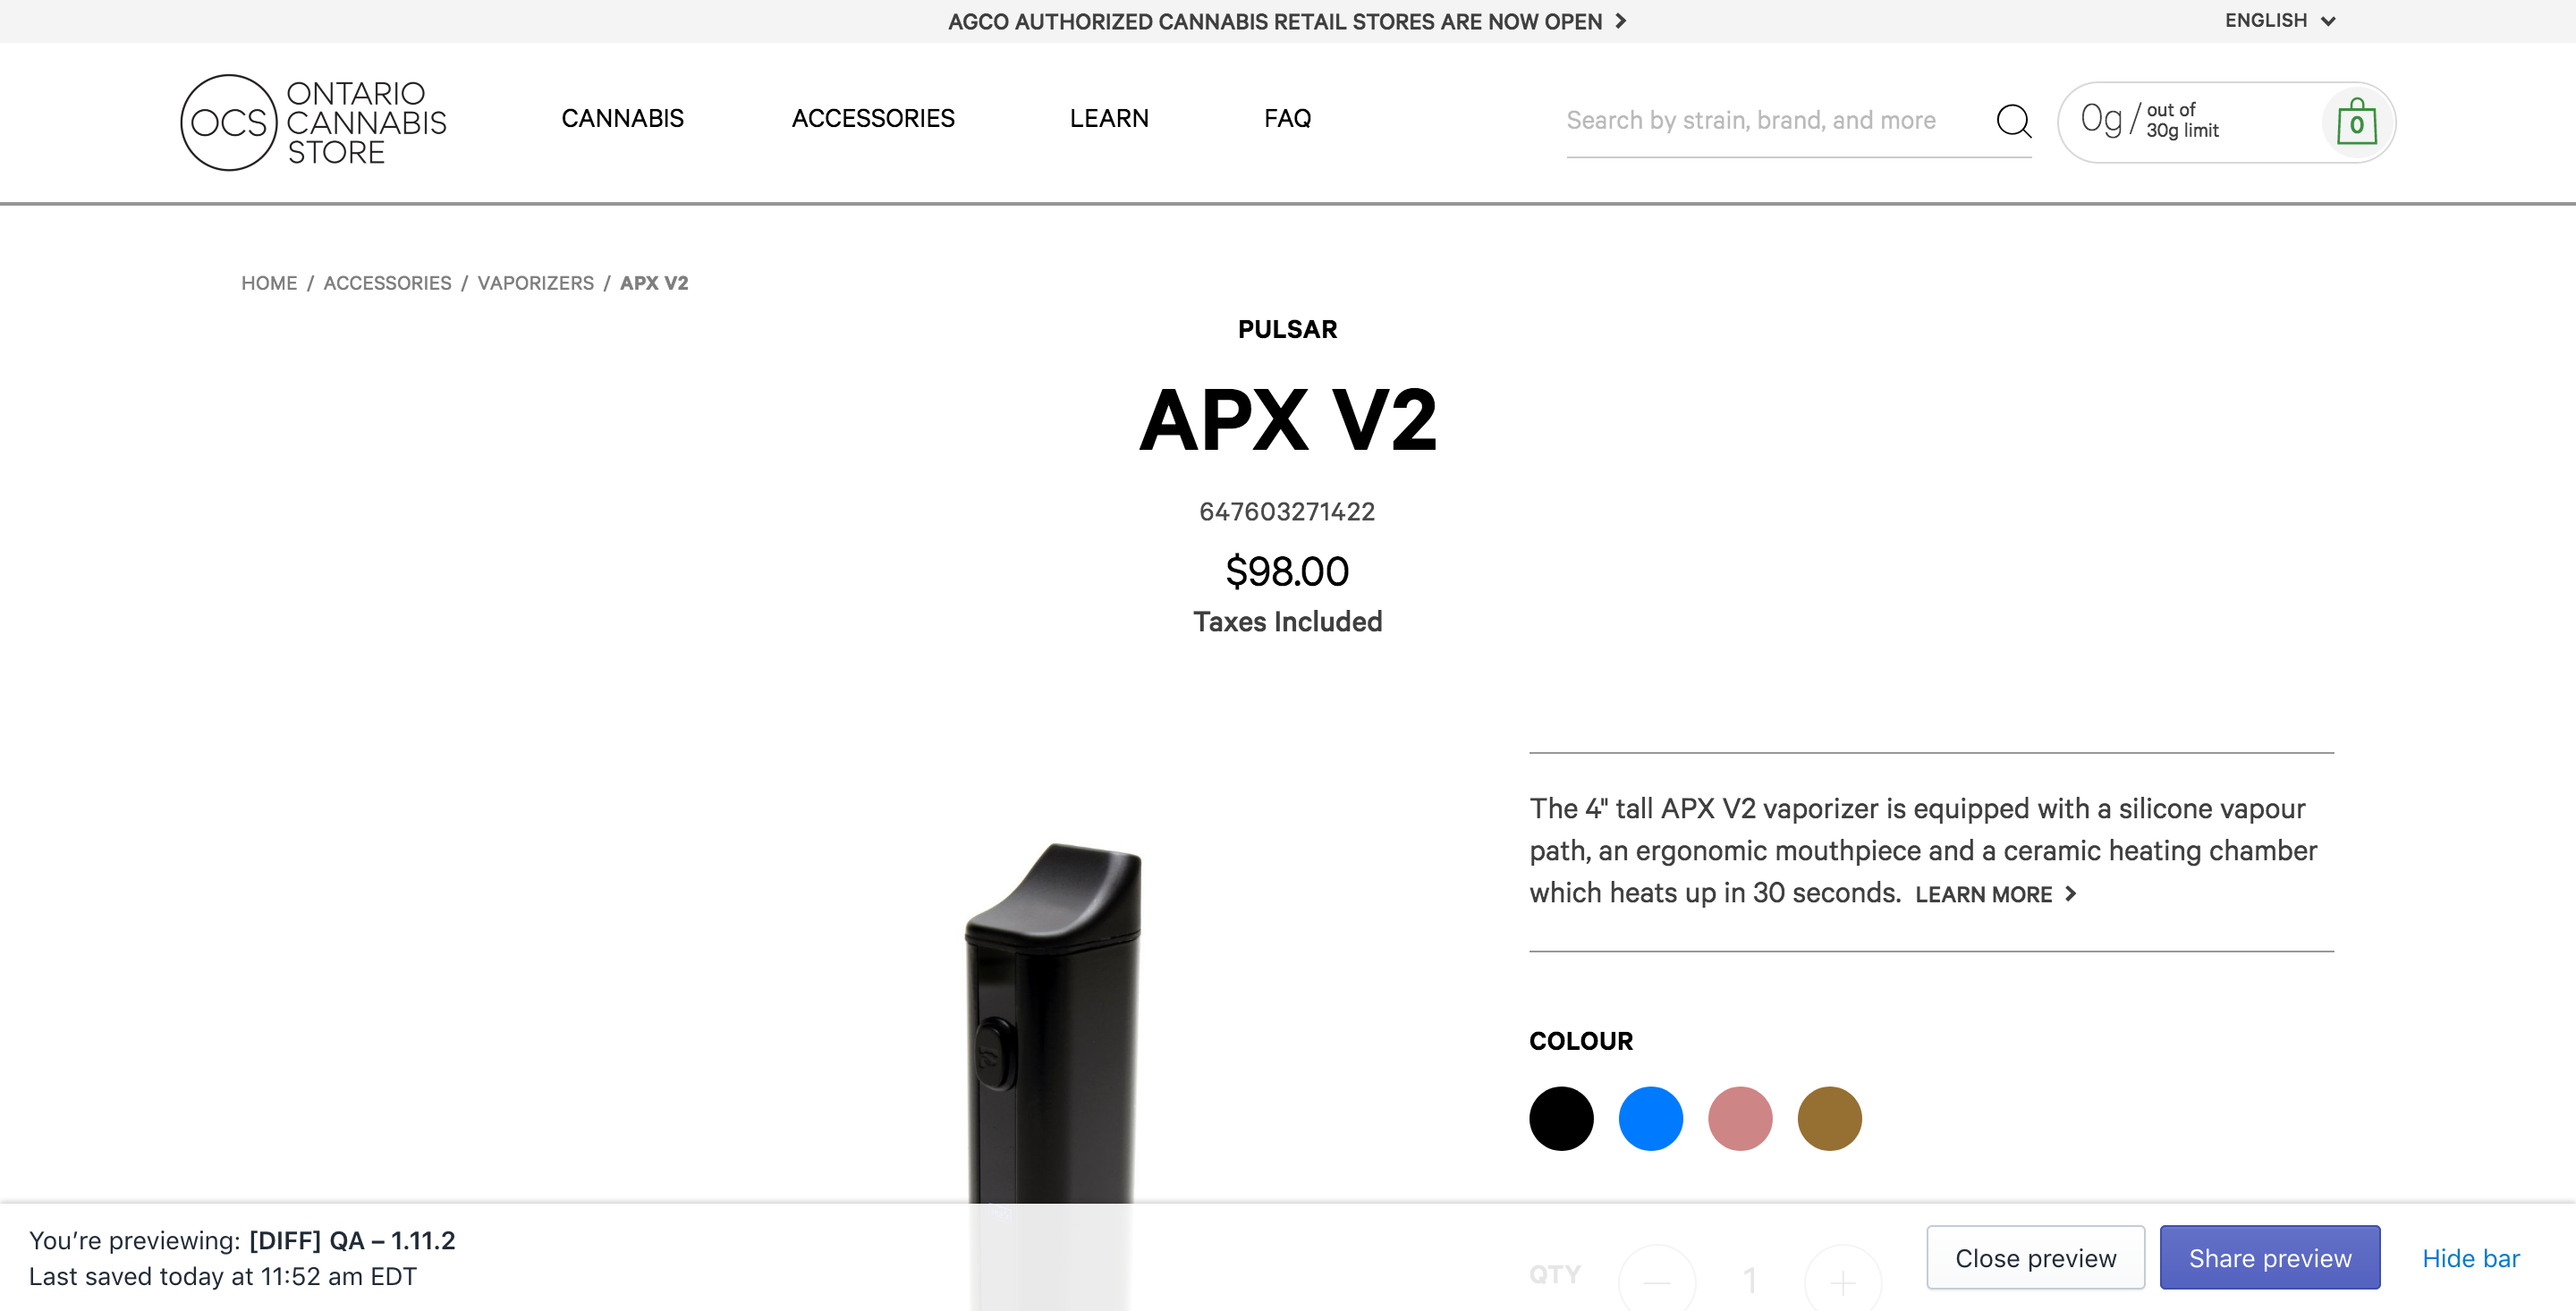 AGCO AUTHORIZED CANNABIS RETAIL STORES ARE NOW OPEN
ENGLISH
OCS
ONTARIO
CANNABIS
STORE
CANNABIS
ACCESSORIES
LEARN
FAQ
Search by strain, brand, and more
0g / out of
30g limit
0
HOME / ACCESSORIES / VAPORIZERS / APX V2
PULSAR
APX V2
647603271422
$98.00
Taxes Included
The 4" tall APX V2 vaporizer is equipped with a silicone vapour
path, an ergonomic mouthpiece and a ceramic heating chamber
which heats up in 30 seconds. LEARN MORE
COLOUR
QTY
1
You're previewing: [DIFF] QA – 1.11.2
Last saved today at 11:52 am EDT
Close preview
Share preview
Hide bar